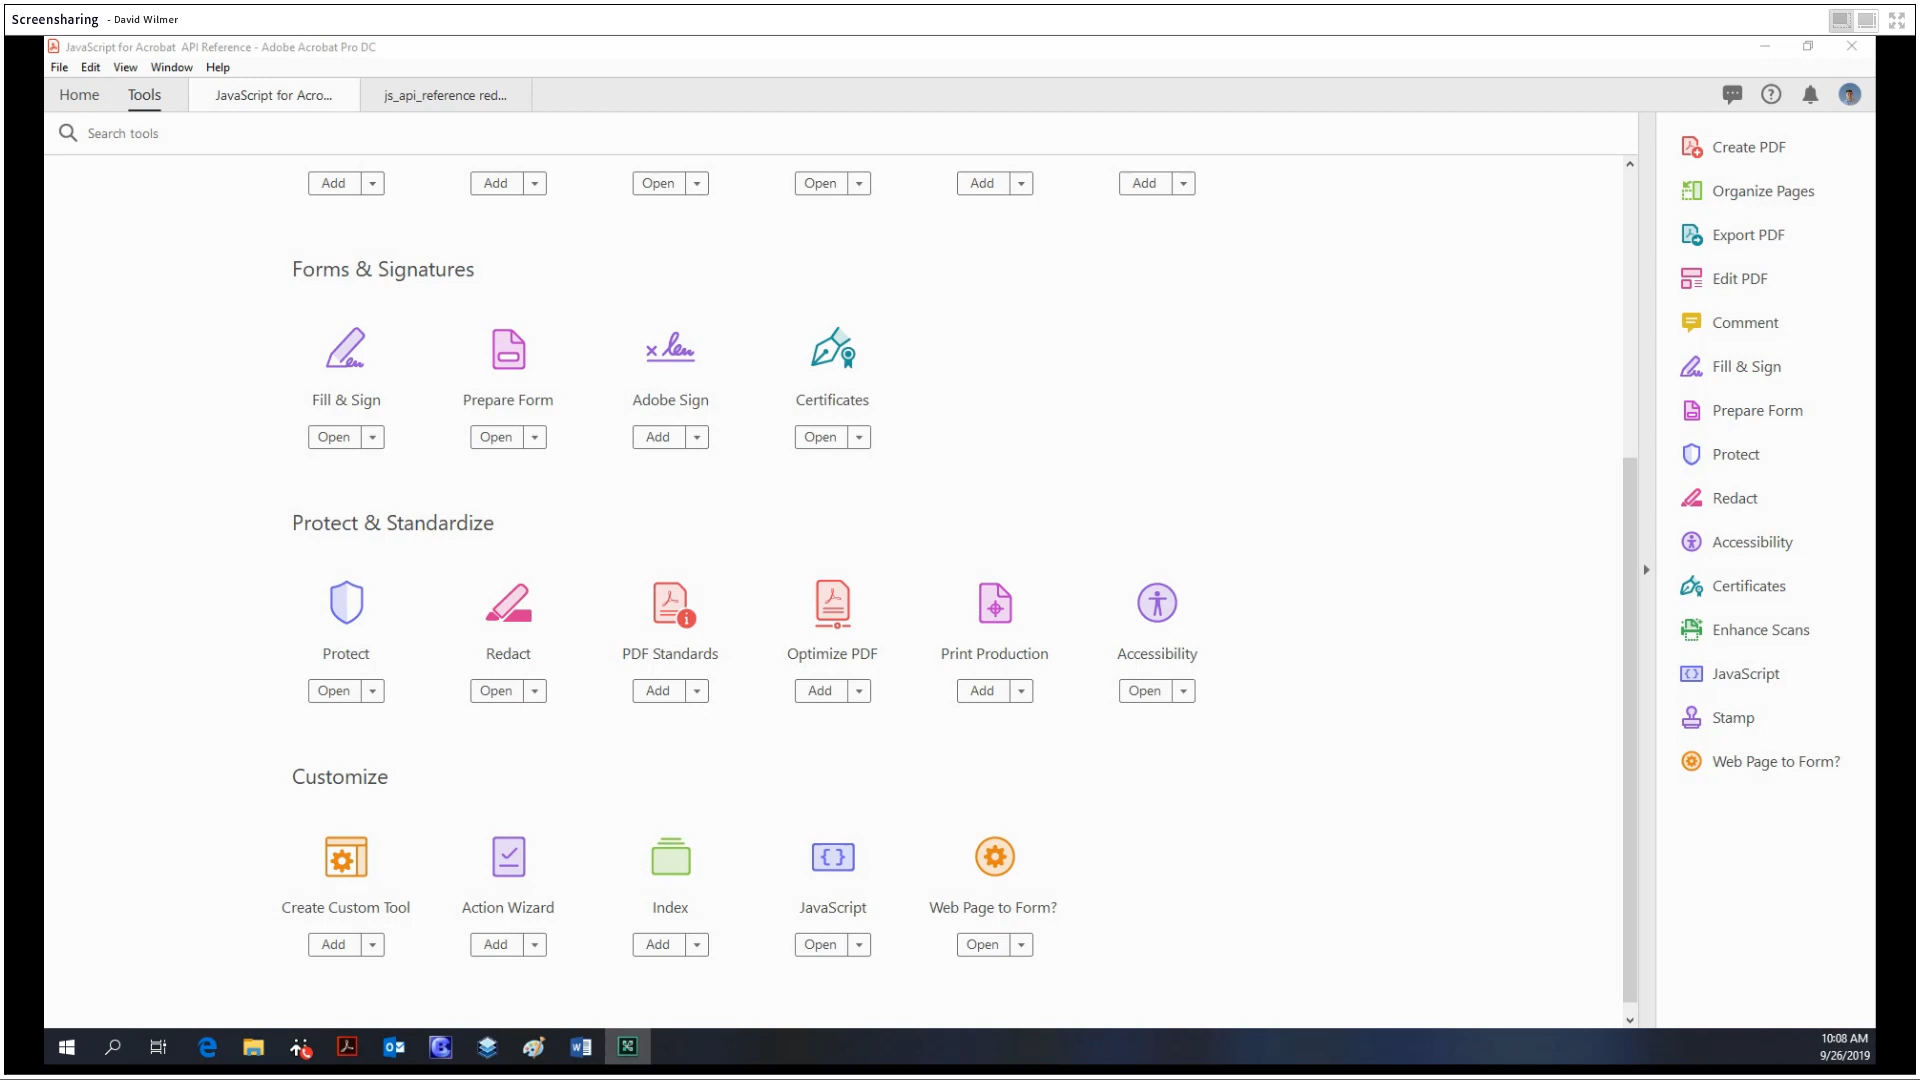 Screensharing - David Wilmer
JavaScript for Acrobat API Reference - Adobe Acrobat Pro DC
File Edit View Window Help
Home Tools JavaScript for Acro... js_api_reference red...
Search tools
Add Add Open Open Add Add
Forms & Signatures
Fill & Sign Prepare Form Adobe Sign Certificates
Open Open Add Open
Protect & Standardize
Protect Redact PDF Standards Optimize PDF Print Production Accessibility
Open Open Add Add Add Open
Customize
Create Custom Tool Action Wizard Index JavaScript Web Page to Form?
Add Add Add Open Open
Create PDF
Organize Pages
Export PDF
Edit PDF
Comment
Fill & Sign
Prepare Form
Protect
Redact
Accessibility
Certificates
Enhance Scans
JavaScript
Stamp
Web Page to Form?
10:08 AM
9/26/2019